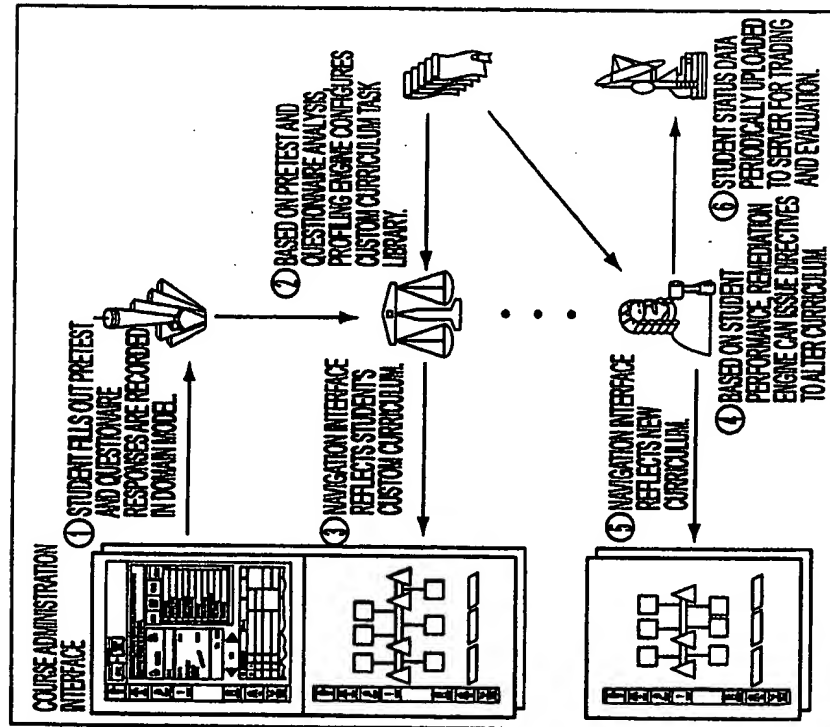 COURSE ADMINISTRATION
INTERFACE.
① STUDENT FILLS OUT PRETEST
AND QUESTIONAIRE
RESPONSES ARE RECORDED
IN DOMAIN MODEL.
② BASED ON PRETEST AND
QUESTIONNAIRE ANALYSIS,
PROFILING ENGINE CONFIGURES
CUSTOM CURRICULUM TASK
LIBRARY.
③ NAVIGATION INTERFACE
REFLECTS STUDENT'S
CUSTOM CURRICULUM.
⑤ NAVIGATION INTERFACE
REFLECTS NEW
CURRICULUM.
④ BASED ON STUDENT
PERFORMANCE, REMEDIATION
ENGINE CAN ISSUE DIRECTIVES
TO ALTER CURRICULUM.
⑥ STUDENT STATUS DATA
PERIODICALLY UPLOADED
TO SERVER FOR TRADING
AND EVALUATION.